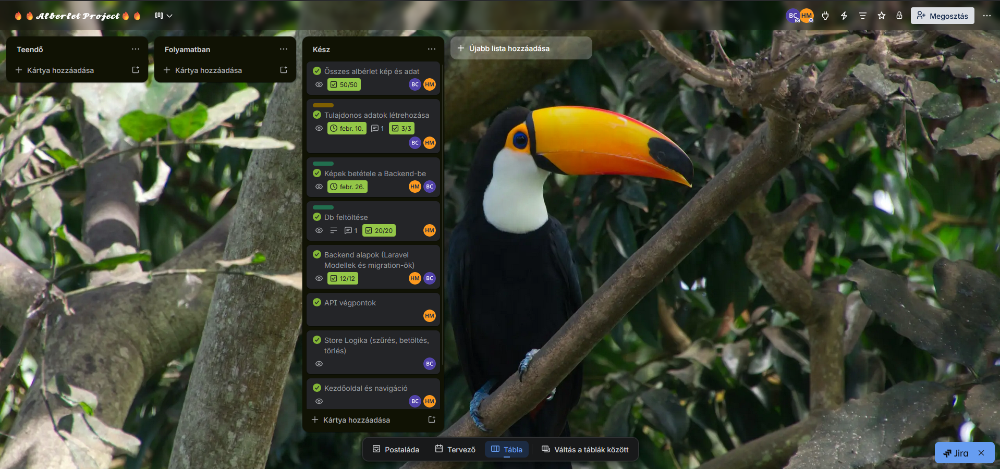 🔥🔥Alberlet Project🔥🔥
BC
HM
Megosztás
Teendő
Kártya hozzáadása
Folyamatban
Kártya hozzáadása
Kész
Összes albérlet kép és adat
50/50
BC
HM
Tulajdonos adatok létrehozása
febr. 10.
1
3/3
BC
HM
Képek betétele a Backend-be
febr. 26.
HM
BC
Db feltöltése
1
20/20
HM
Backend alapok (Laravel
Modellek és migration-ök)
12/12
HM
BC
API végpontok
HM
Store Logika (szűrés, betöltés,
törlés)
BC
Kezdőoldal és navigáció
BC
HM
Kártya hozzáadása
Újabb lista hozzáadása
Postaláda
Tervező
Tábla
Váltás a táblák között
Jira